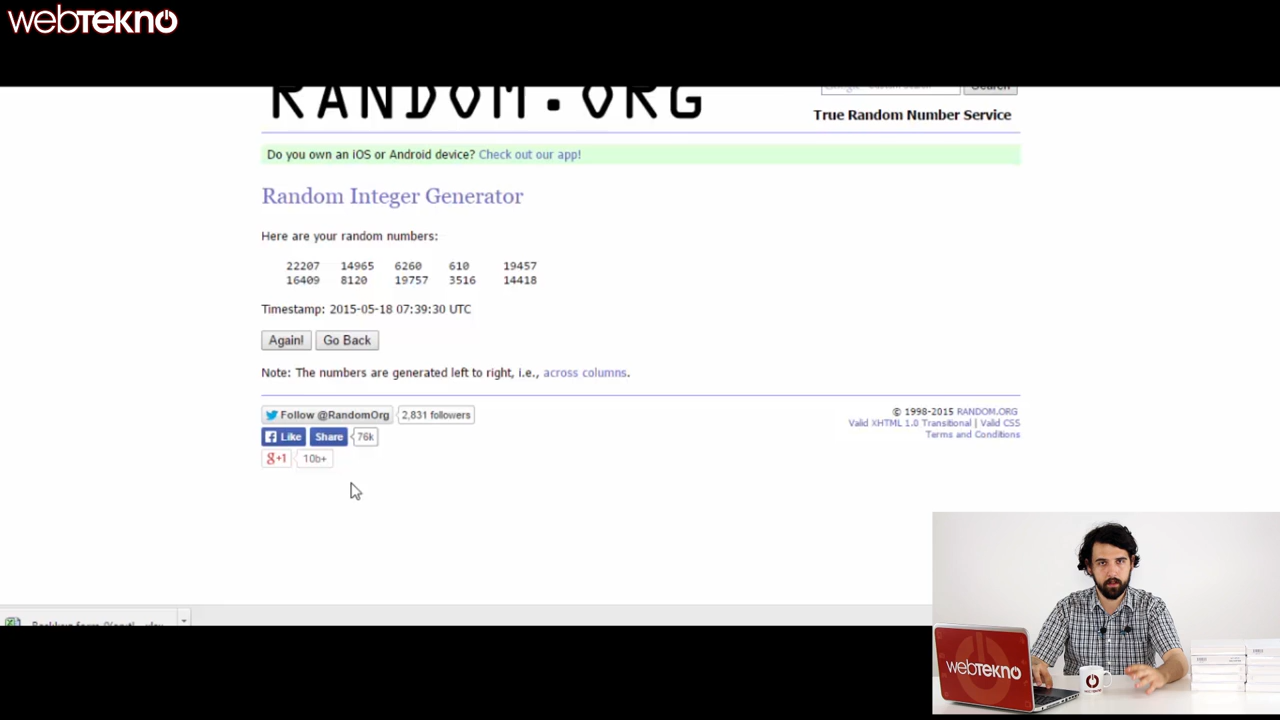 webTEKNO
RANDOM.ORG
Search
True Random Number Service
Do you own an iOS or Android device? Check out our app!
Random Integer Generator
Here are your random numbers:
22207 14965 6260 610 19457
16409 8120 19757 3516 14418
Timestamp: 2015-05-18 07:39:30 UTC
Again! Go Back
Note: The numbers are generated left to right, i.e., across columns.
Follow @RandomOrg 2,831 followers
Like Share 76k
g+1 10b+
© 1998-2015 RANDOM.ORG
Valid XHTML 1.0 Transitional | Valid CSS
Terms and Conditions
webTEKNO